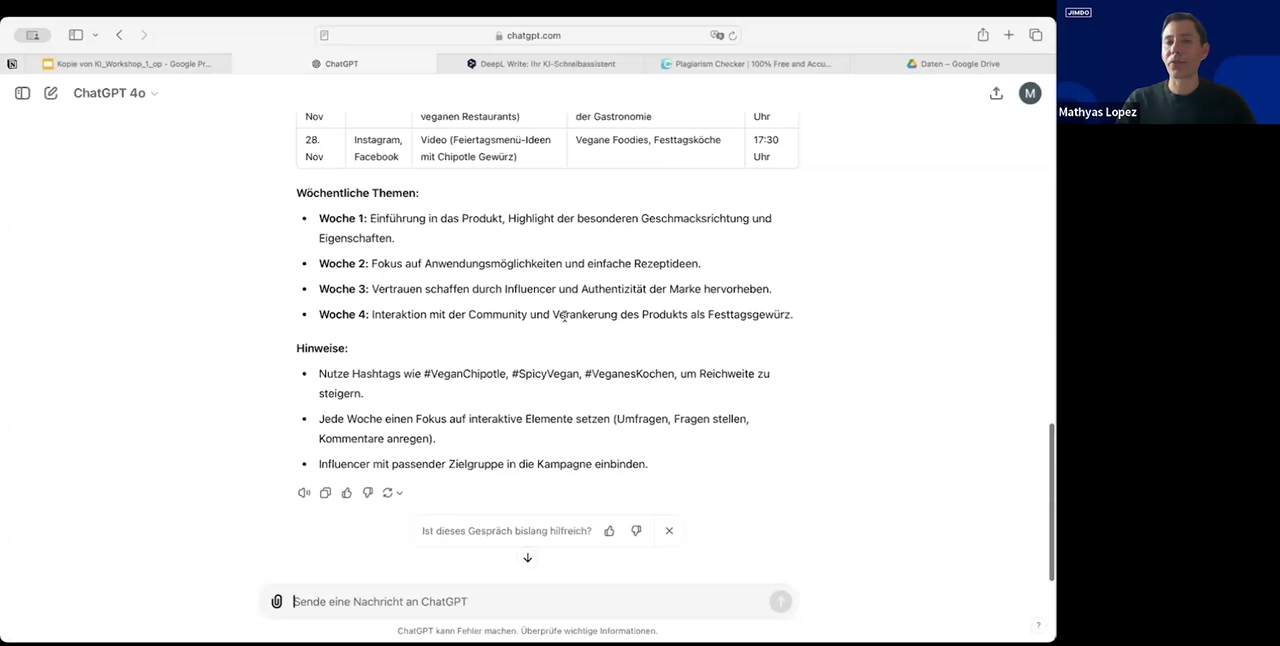 JIMDO
Mathyas Lopez
chatgpt.com
Kopie von KI_Workshop_1_op - Google Pr...
ChatGPT
DeepL Write: Ihr KI-Schreibassistent
Plagiarism Checker | 100% Free and Accu...
Daten – Google Drive
ChatGPT 4o
M
Nov
veganen Restaurants)
der Gastronomie
Uhr
28.
Nov
Instagram,
Facebook
Video (Feiertagsmenü-Ideen
mit Chipotle Gewürz)
Vegane Foodies, Festtagsköche
17:30
Uhr
Wöchentliche Themen:
• Woche 1: Einführung in das Produkt, Highlight der besonderen Geschmacksrichtung und
Eigenschaften.
• Woche 2: Fokus auf Anwendungsmöglichkeiten und einfache Rezeptideen.
• Woche 3: Vertrauen schaffen durch Influencer und Authentizität der Marke hervorheben.
• Woche 4: Interaktion mit der Community und Verankerung des Produkts als Festtagsgewürz.
Hinweise:
• Nutze Hashtags wie #VeganChipotle, #SpicyVegan, #VeganesKochen, um Reichweite zu
steigern.
• Jede Woche einen Fokus auf interaktive Elemente setzen (Umfragen, Fragen stellen,
Kommentare anregen).
• Influencer mit passender Zielgruppe in die Kampagne einbinden.
Ist dieses Gespräch bislang hilfreich?
Sende eine Nachricht an ChatGPT
ChatGPT kann Fehler machen. Überprüfe wichtige Informationen.
?